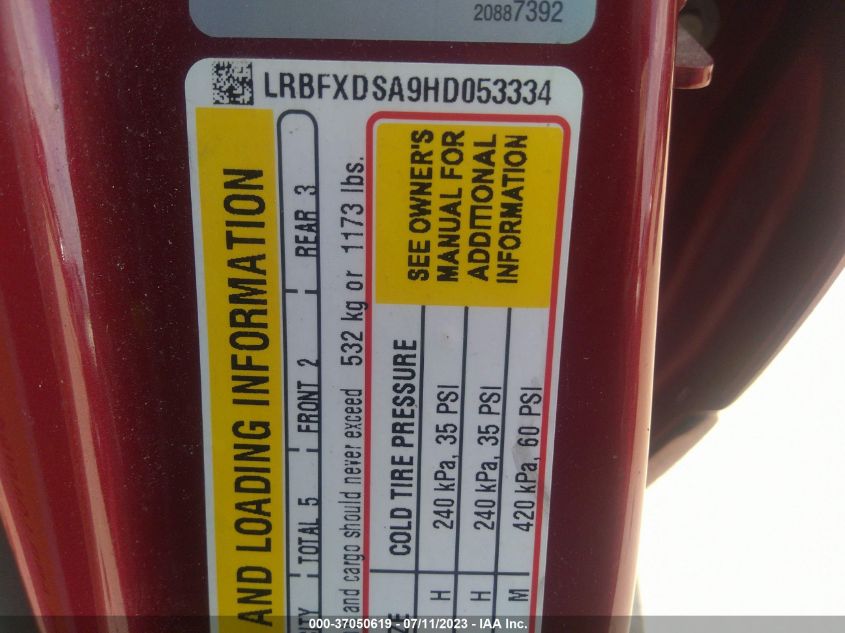 20887392
LRBFXDSA9HD053334
AND LOADING INFORMATION
TOTAL 5 FRONT 2 REAR 3
and cargo should never exceed 532 kg or 1173 lbs.
COLD TIRE PRESSURE
H 240 kPa, 35 PSI
H 240 kPa, 35 PSI
M 420 kPa, 60 PSI
SEE OWNER'S
MANUAL FOR
ADDITIONAL
INFORMATION
000-37050619 - 07/11/2023 - IAAI.com